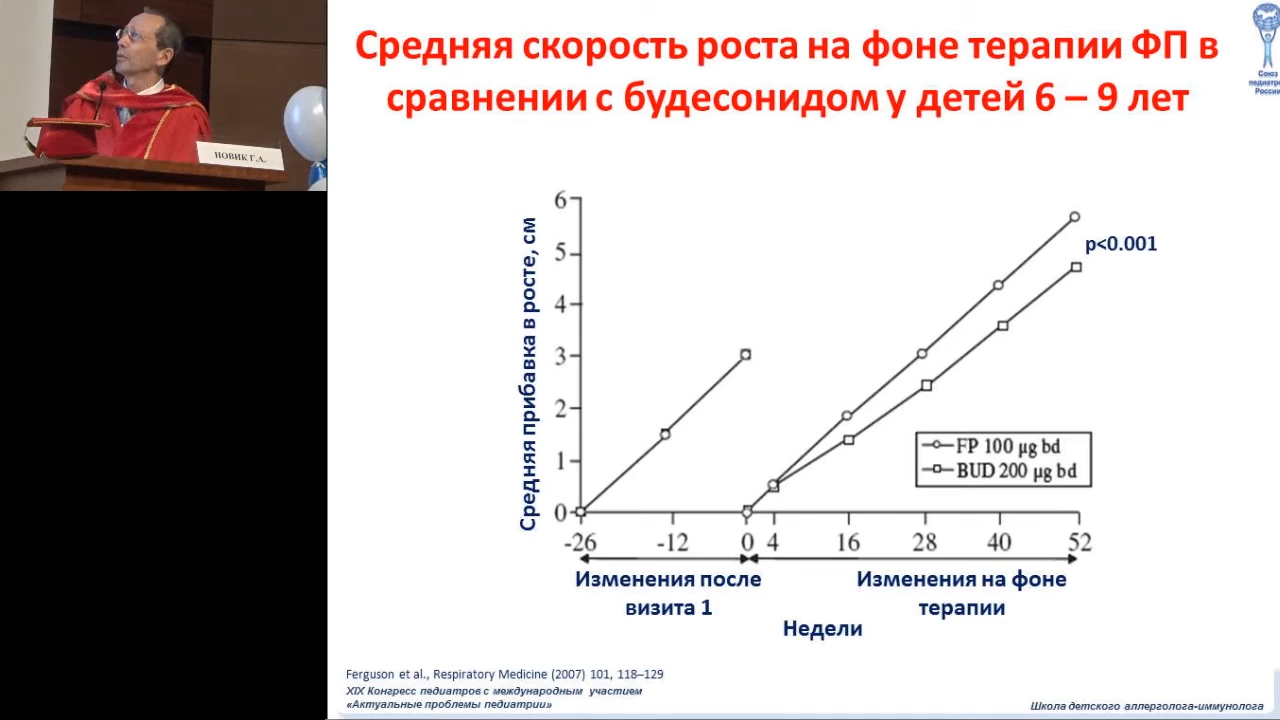 НОВИК Г.А.
Средняя скорость роста на фоне терапии ФП в
сравнении с будесонидом у детей 6 – 9 лет
Союз
педиатров
России
Средняя прибавка в росте, см
6
5
4
3
2
1
0
p<0.001
FP 100 µg bd
BUD 200 µg bd
-26 -12 0 4 16 28 40 52
Изменения после
визита 1
Изменения на фоне
терапии
Недели
Ferguson et al., Respiratory Medicine (2007) 101, 118–129
XIX Конгресс педиатров с международным участием
«Актуальные проблемы педиатрии»
Школа детского аллерголога-иммунолога